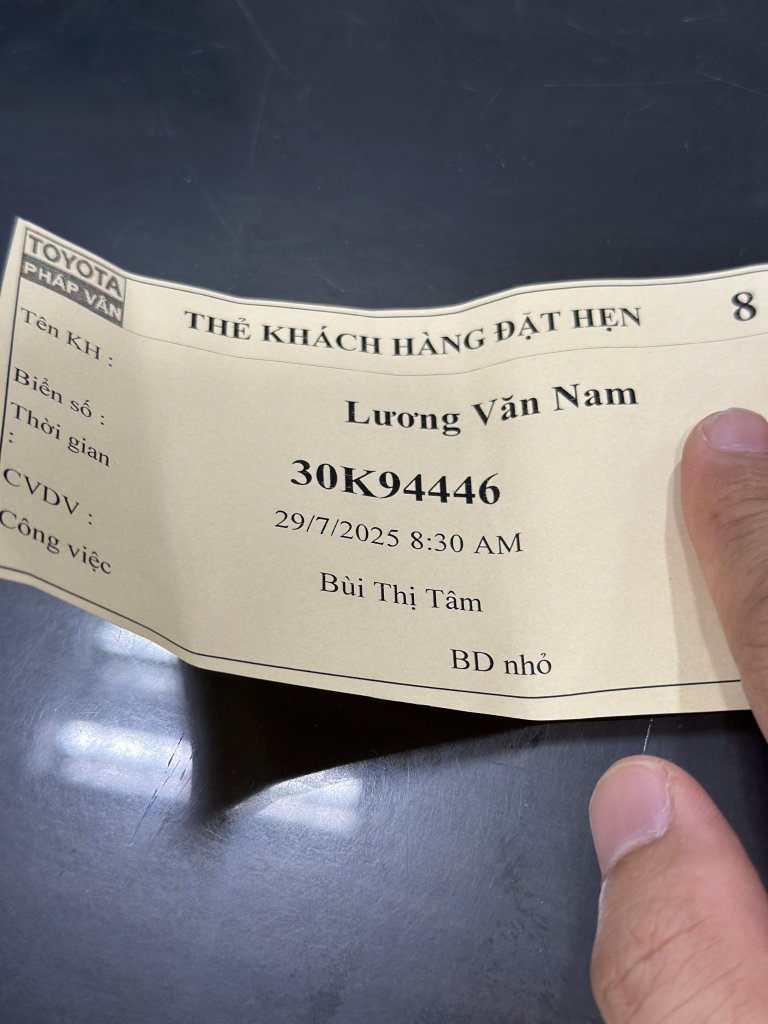 TOYOTA
PHÁP VÂN
THẺ KHÁCH HÀNG ĐẶT HẸN 8
Tên KH : Lương Văn Nam
Biển số : 30K94446
Thời gian : 29/7/2025 8:30 AM
CVDV : Bùi Thị Tâm
Công việc BD nhỏ